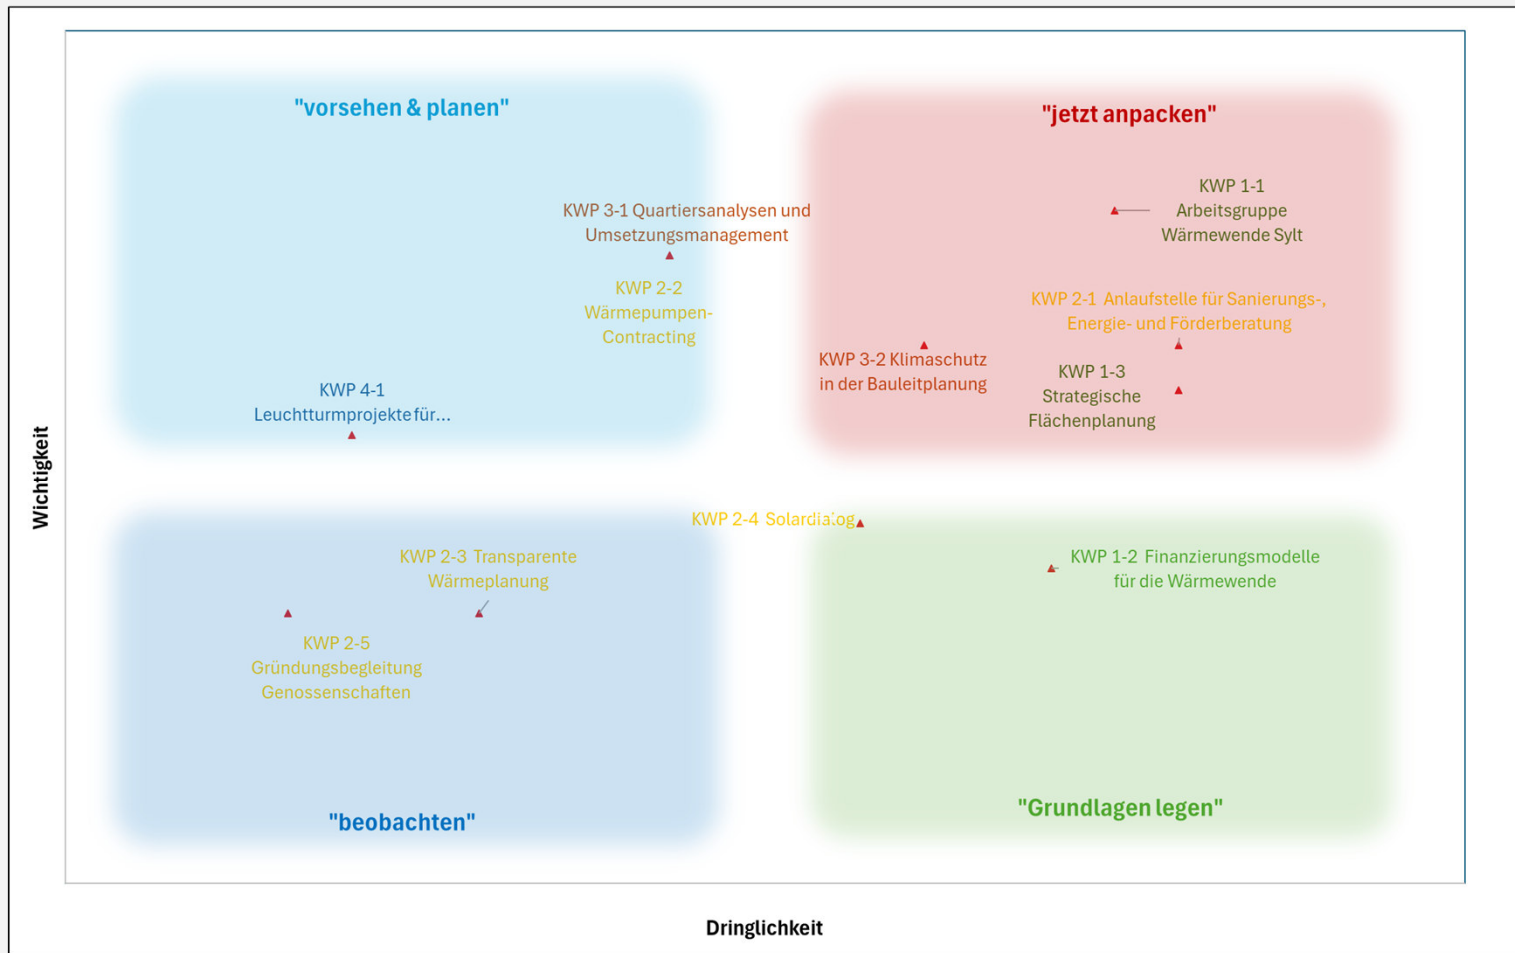 "vorsehen & planen"
"jetzt anpacken"
KWP 1-1
Arbeitsgruppe
Wärmewende Sylt
KWP 3-1 Quartiersanalysen und
Umsetzungsmanagement
KWP 2-2
Wärmepumpen-
Contracting
KWP 2-1 Anlaufstelle für Sanierungs-,
Energie- und Förderberatung
KWP 3-2 Klimaschutz
in der Bauleitplanung
KWP 1-3
Strategische
Flächenplanung
KWP 4-1
Leuchtturmprojekte für...
Wichtigkeit
KWP 2-4 Solardialog
KWP 2-3 Transparente
Wärmeplanung
KWP 1-2 Finanzierungsmodelle
für die Wärmewende
KWP 2-5
Gründungsbegleitung
Genossenschaften
"beobachten"
"Grundlagen legen"
Dringlichkeit